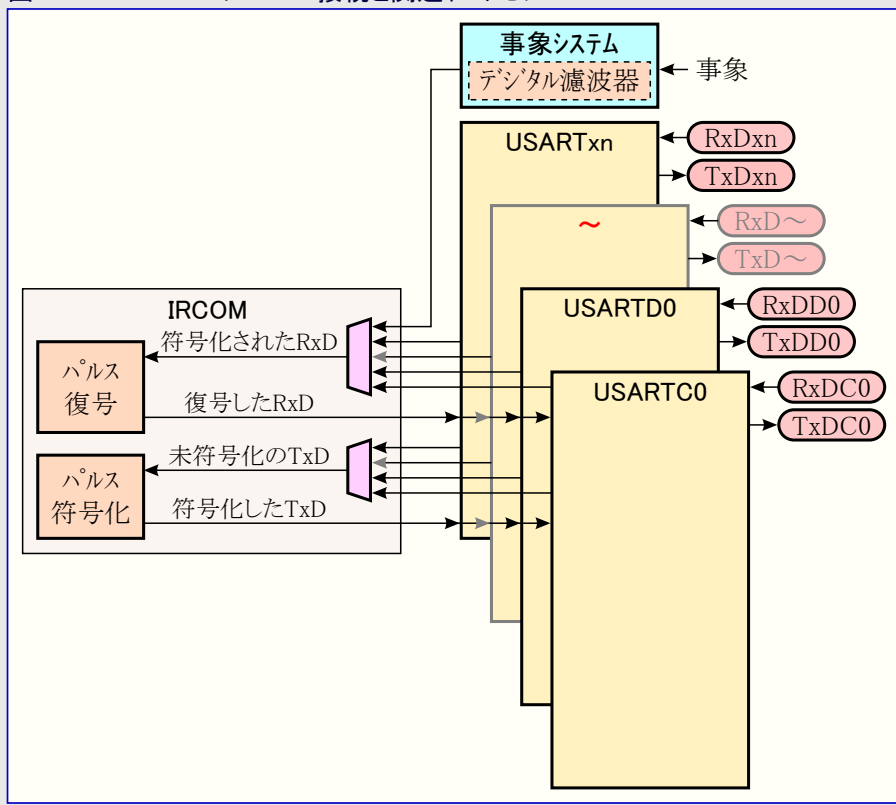 事象システム
デジタル濾波器
事象
USARTxn
RxDxn
TxDxn
～
RxD～
TxD～
IRCOM
USARTD0
RxDD0
TxDD0
符号化されたRxD
パルス
復号
復号したRxD
USARTC0
RxDC0
TxDC0
未符号化のTxD
パルス
符号化
符号化したTxD